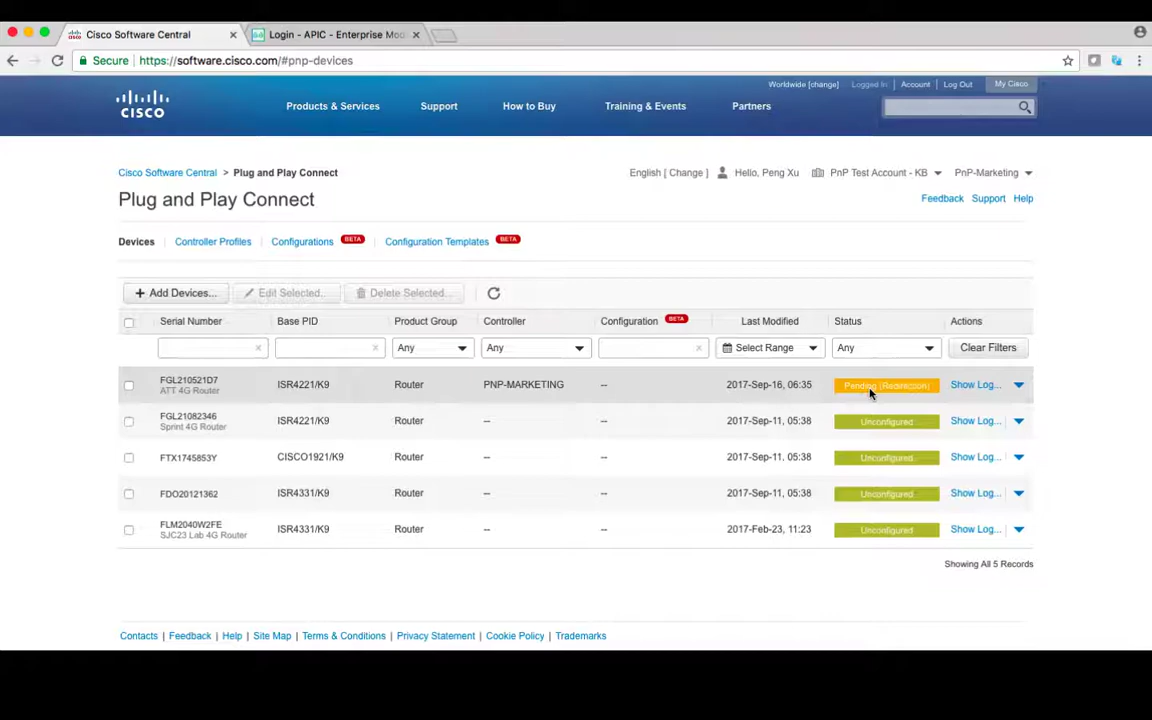 Cisco Software Central
Login - APIC - Enterprise Mod
Secure https://software.cisco.com/#pnp-devices
Worldwide [change] Logged In Account Log Out My Cisco
CISCO
Products & Services Support How to Buy Training & Events Partners
Cisco Software Central > Plug and Play Connect
English [ Change ] Hello, Peng Xu PnP Test Account - KB PnP-Marketing
Plug and Play Connect
Feedback Support Help
Devices Controller Profiles Configurations BETA Configuration Templates BETA
+ Add Devices... Edit Selected... Delete Selected...
Serial Number Base PID Product Group Controller Configuration BETA Last Modified Status Actions
× × Any Any × Select Range Any Clear Filters
FGL210521D7 ISR4221/K9 Router PNP-MARKETING -- 2017-Sep-16, 06:35 Pending (Redirection) Show Log...
ATT 4G Router
FGL21082346 ISR4221/K9 Router -- -- 2017-Sep-11, 05:38 Unconfigured Show Log...
Sprint 4G Router
FTX1745853Y CISCO1921/K9 Router -- -- 2017-Sep-11, 05:38 Unconfigured Show Log...
FDO20121362 ISR4331/K9 Router -- -- 2017-Sep-11, 05:38 Unconfigured Show Log...
FLM2040W2FE ISR4331/K9 Router -- -- 2017-Feb-23, 11:23 Unconfigured Show Log...
SJC23 Lab 4G Router
Showing All 5 Records
Contacts | Feedback | Help | Site Map | Terms & Conditions | Privacy Statement | Cookie Policy | Trademarks